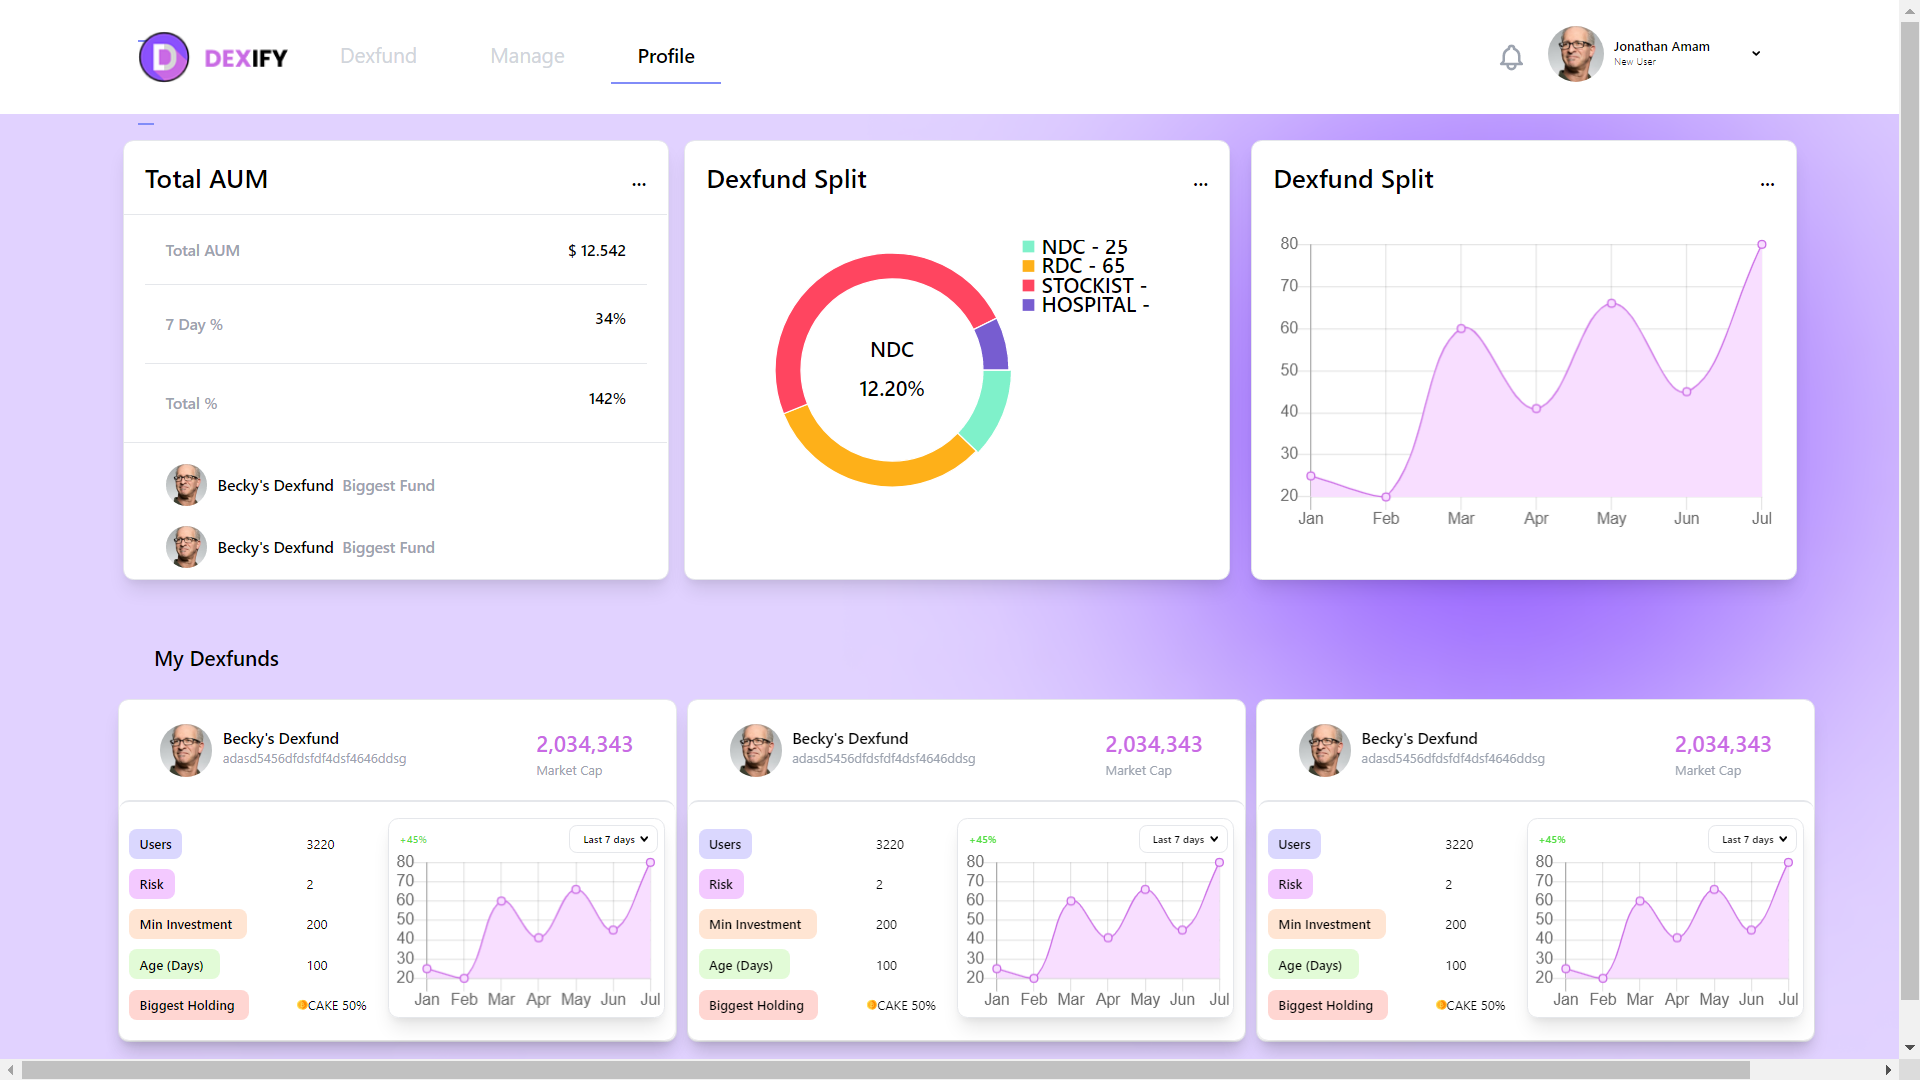 DEXIFY
Dexfund
Manage
Profile
Jonathan Amam
New User
Total AUM
...
Total AUM
$ 12.542
7 Day %
34%
Total %
142%
Becky's Dexfund Biggest Fund
Becky's Dexfund Biggest Fund
Dexfund Split
...
NDC - 25
RDC - 65
STOCKIST -
HOSPITAL -
NDC
12.20%
Dexfund Split
...
80
70
60
50
40
30
20
Jan Feb Mar Apr May Jun Jul
My Dexfunds
Becky's Dexfund
adasd5456dfdsfdf4dsf4646ddsg
2,034,343
Market Cap
Users 3220
Risk 2
Min Investment 200
Age (Days) 100
Biggest Holding CAKE 50%
+45%
Last 7 days
80
70
60
50
40
30
20
Jan Feb Mar Apr May Jun Jul
Becky's Dexfund
adasd5456dfdsfdf4dsf4646ddsg
2,034,343
Market Cap
Users 3220
Risk 2
Min Investment 200
Age (Days) 100
Biggest Holding CAKE 50%
+45%
Last 7 days
80
70
60
50
40
30
20
Jan Feb Mar Apr May Jun Jul
Becky's Dexfund
adasd5456dfdsfdf4dsf4646ddsg
2,034,343
Market Cap
Users 3220
Risk 2
Min Investment 200
Age (Days) 100
Biggest Holding CAKE 50%
+45%
Last 7 days
80
70
60
50
40
30
20
Jan Feb Mar Apr May Jun Jul